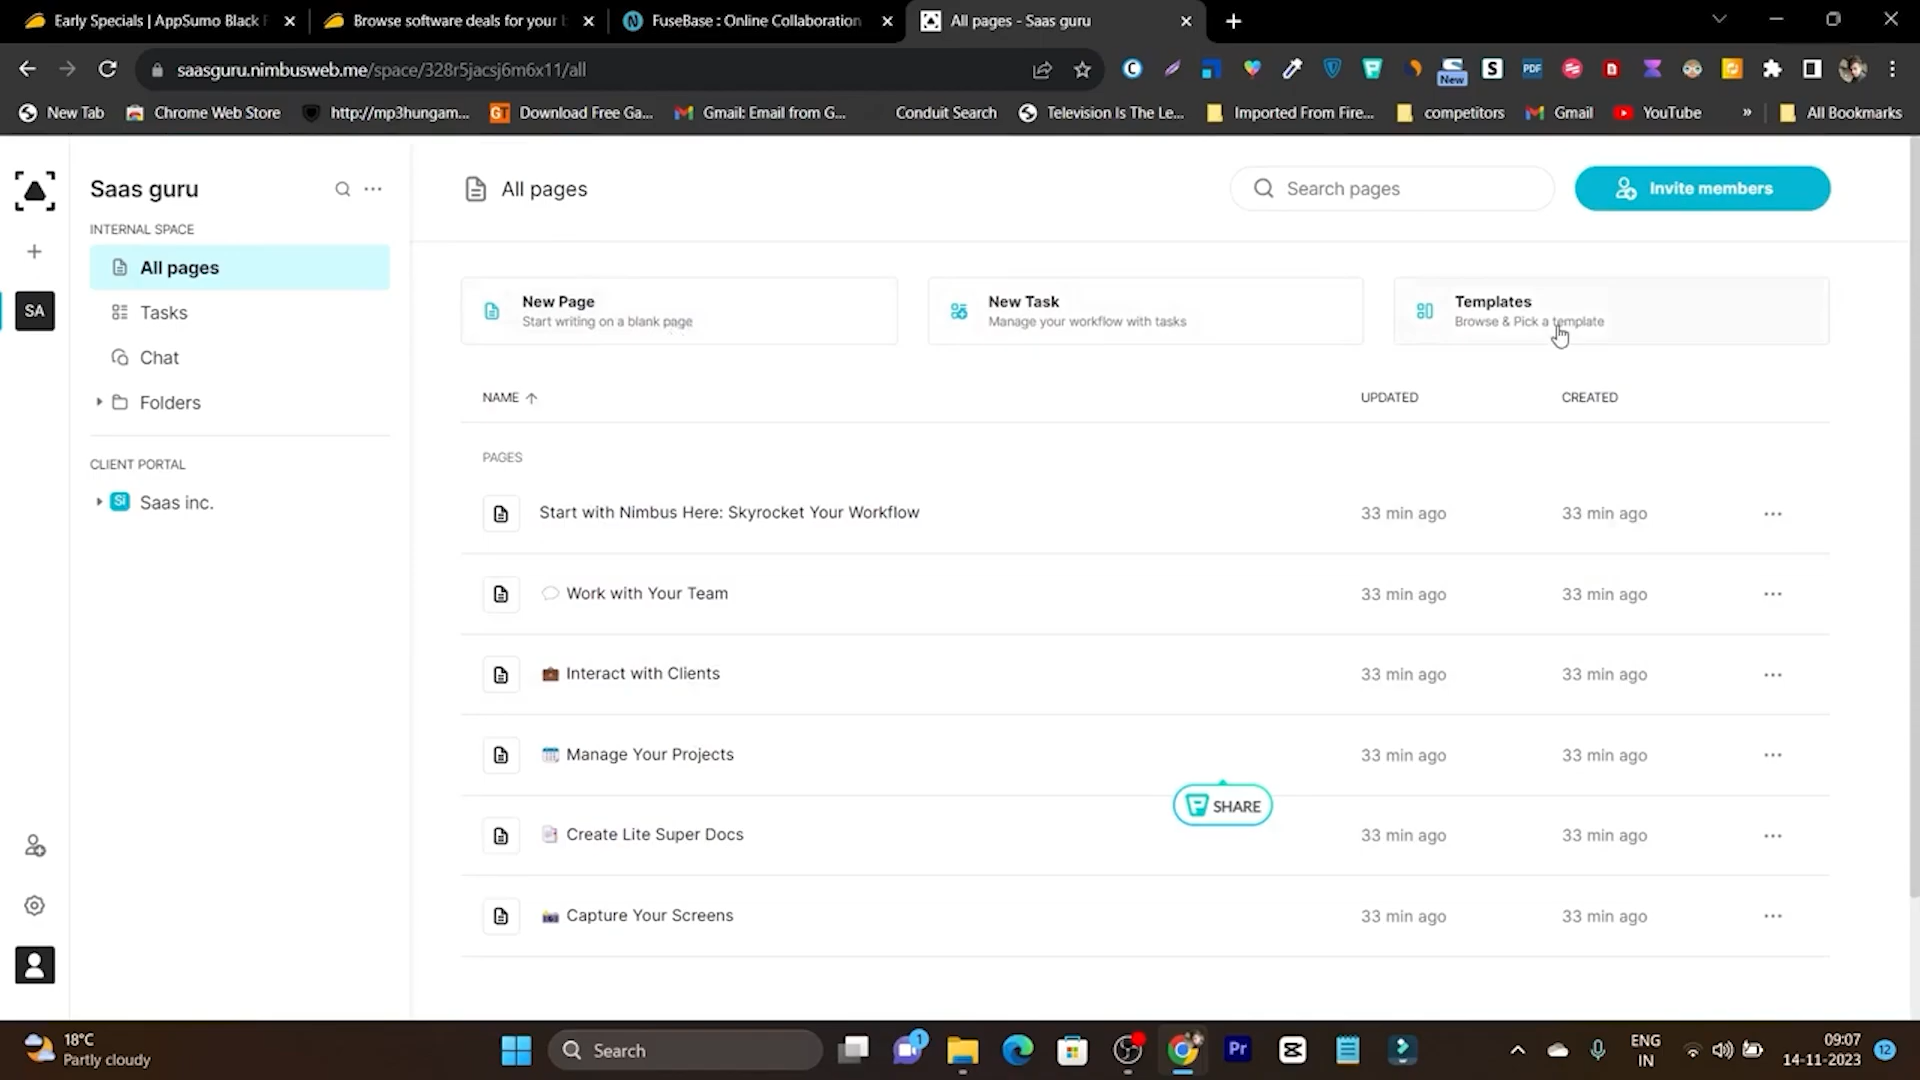 Early Specials | AppSumo Black F
Browse software deals for your b
FuseBase : Online Collaboration
All pages - Saas guru
saasguru.nimbusweb.me/space/328r5jacsj6m6x11/all
New
PDF
New Tab
Chrome Web Store
http://mp3hungam...
Download Free Ga...
Gmail: Email from G...
Conduit Search
Television Is The Le...
Imported From Fire...
competitors
Gmail
YouTube
»
All Bookmarks
Saas guru
INTERNAL SPACE
All pages
Tasks
Chat
Folders
CLIENT PORTAL
Si Saas inc.
SA
All pages
Search pages
Invite members
New Page
Start writing on a blank page
New Task
Manage your workflow with tasks
Templates
Browse & Pick a template
NAME UPDATED CREATED
PAGES
Start with Nimbus Here: Skyrocket Your Workflow 33 min ago 33 min ago
Work with Your Team 33 min ago 33 min ago
Interact with Clients 33 min ago 33 min ago
Manage Your Projects 33 min ago 33 min ago
SHARE
Create Lite Super Docs 33 min ago 33 min ago
Capture Your Screens 33 min ago 33 min ago
18°C
Partly cloudy
Search
1
Pr
ENG
IN
09:07
14-11-2023
12